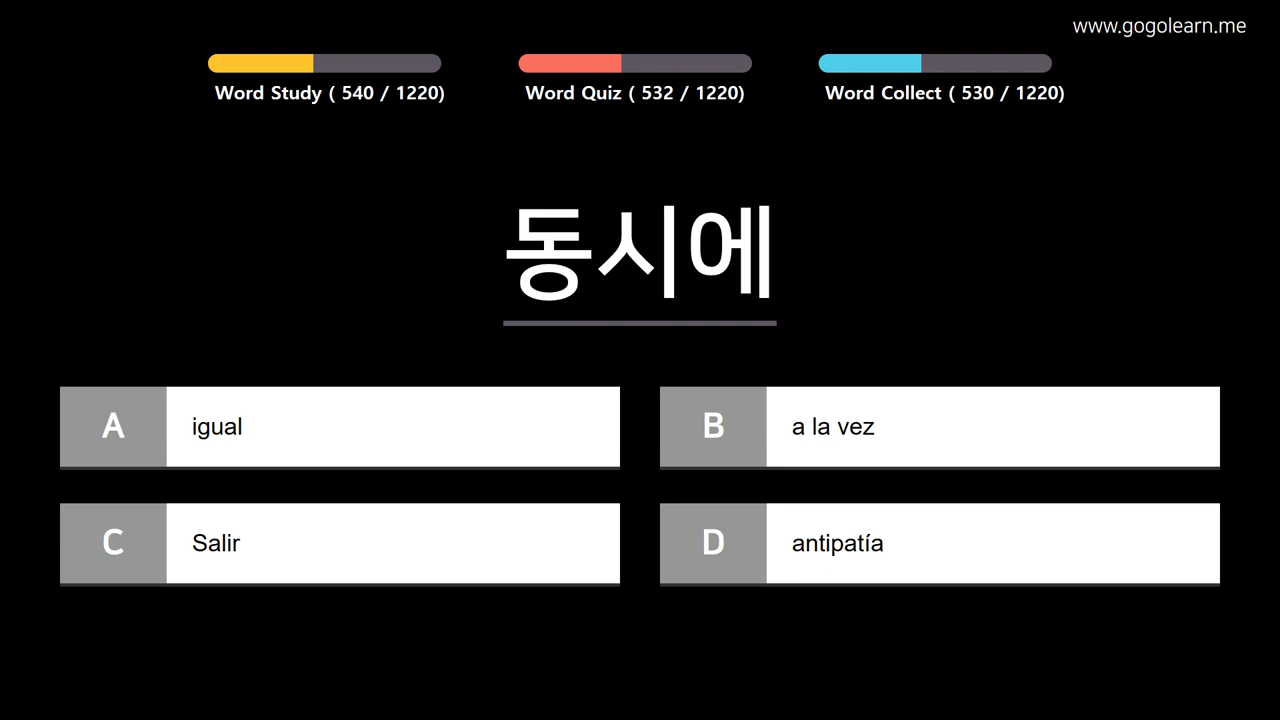 www.gogolearn.me
Word Study ( 540 / 1220)
Word Quiz ( 532 / 1220)
Word Collect ( 530 / 1220)
동시에
A igual
B a la vez
C Salir
D antipatía